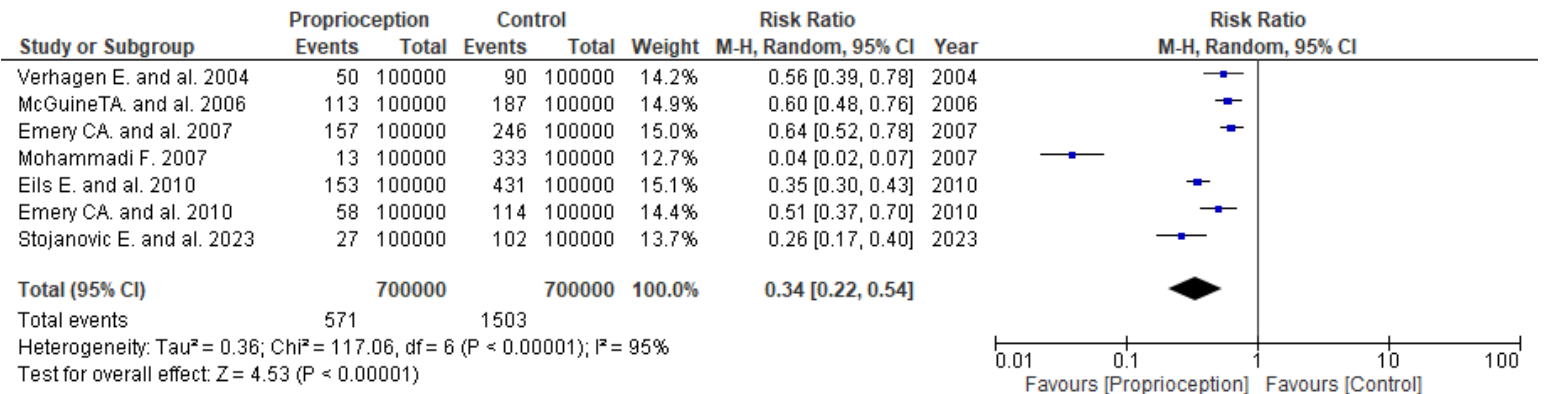 Proprioception Control Risk Ratio Risk Ratio
Study or Subgroup Events Total Events Total Weight M-H, Random, 95% CI Year M-H, Random, 95% CI
Verhagen E. and al. 2004 50 100000 90 100000 14.2% 0.56 [0.39, 0.78] 2004
McGuineTA. and al. 2006 113 100000 187 100000 14.9% 0.60 [0.48, 0.76] 2006
Emery CA. and al. 2007 157 100000 246 100000 15.0% 0.64 [0.52, 0.78] 2007
Mohammadi F. 2007 13 100000 333 100000 12.7% 0.04 [0.02, 0.07] 2007
Eils E. and al. 2010 153 100000 431 100000 15.1% 0.35 [0.30, 0.43] 2010
Emery CA. and al. 2010 58 100000 114 100000 14.4% 0.51 [0.37, 0.70] 2010
Stojanovic E. and al. 2023 27 100000 102 100000 13.7% 0.26 [0.17, 0.40] 2023
Total (95% CI) 700000 700000 100.0% 0.34 [0.22, 0.54]
Total events 571 1503
Heterogeneity: Tau² = 0.36; Chi² = 117.06, df = 6 (P < 0.00001); I² = 95%
Test for overall effect: Z = 4.53 (P < 0.00001)
0.01 0.1 1 10 100
Favours [Proprioception] Favours [Control]